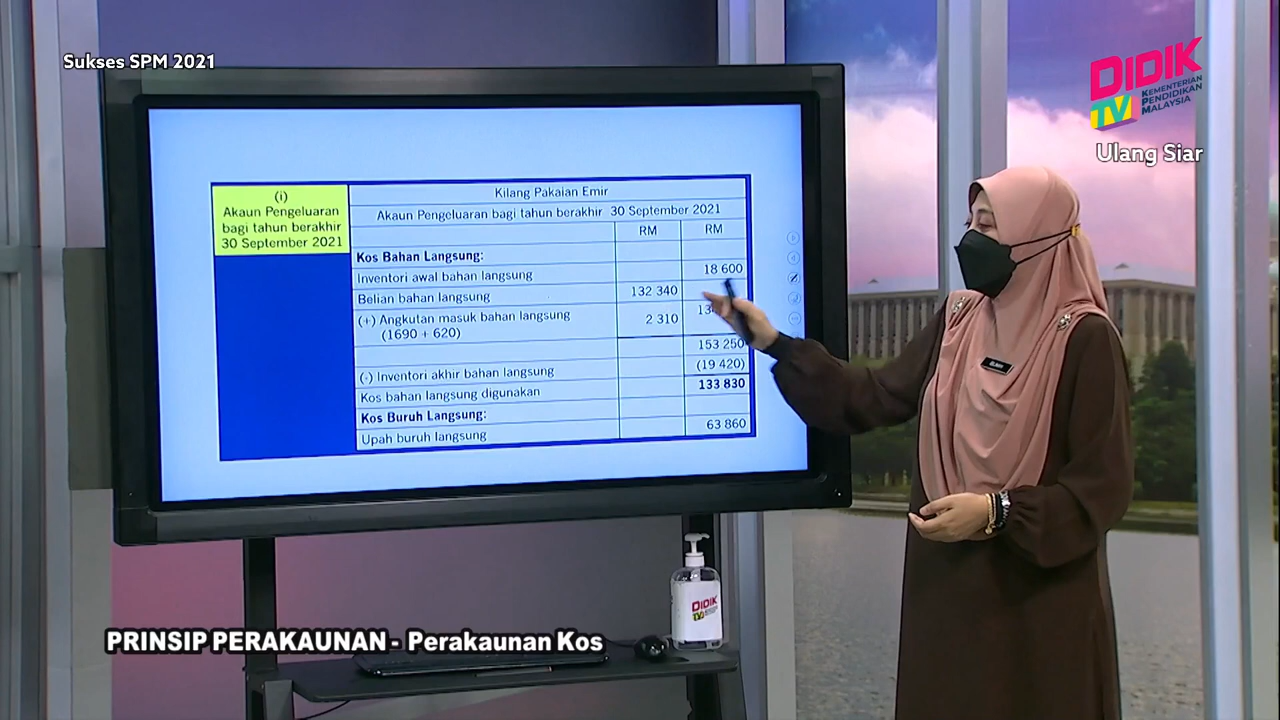 Sukses SPM 2021
DIDIK
TV
KEMENTERIAN
PENDIDIKAN
MALAYSIA
Ulang Siar
(i)
Akaun Pengeluaran
bagi tahun berakhir
30 September 2021
Kilang Pakaian Emir
Akaun Pengeluaran bagi tahun berakhir 30 September 2021
RM RM
Kos Bahan Langsung:
Inventori awal bahan langsung 18 600
Belian bahan langsung 132 340
(+) Angkutan masuk bahan langsung 2 310
(1690 + 620)
153 250
(-) Inventori akhir bahan langsung (19 420)
Kos bahan langsung digunakan 133 830
Kos Buruh Langsung:
Upah buruh langsung 63 860
DIDIK
TV
PRINSIP PERAKAUNAN - Perakaunan Kos